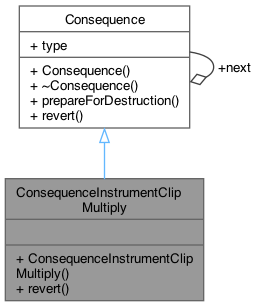 Consequence
+ type
+ Consequence()
+ ~Consequence()
+ prepareForDestruction()
+ revert()
+next
ConsequenceInstrumentClip
Multiply
+ ConsequenceInstrumentClip
Multiply()
+ revert()